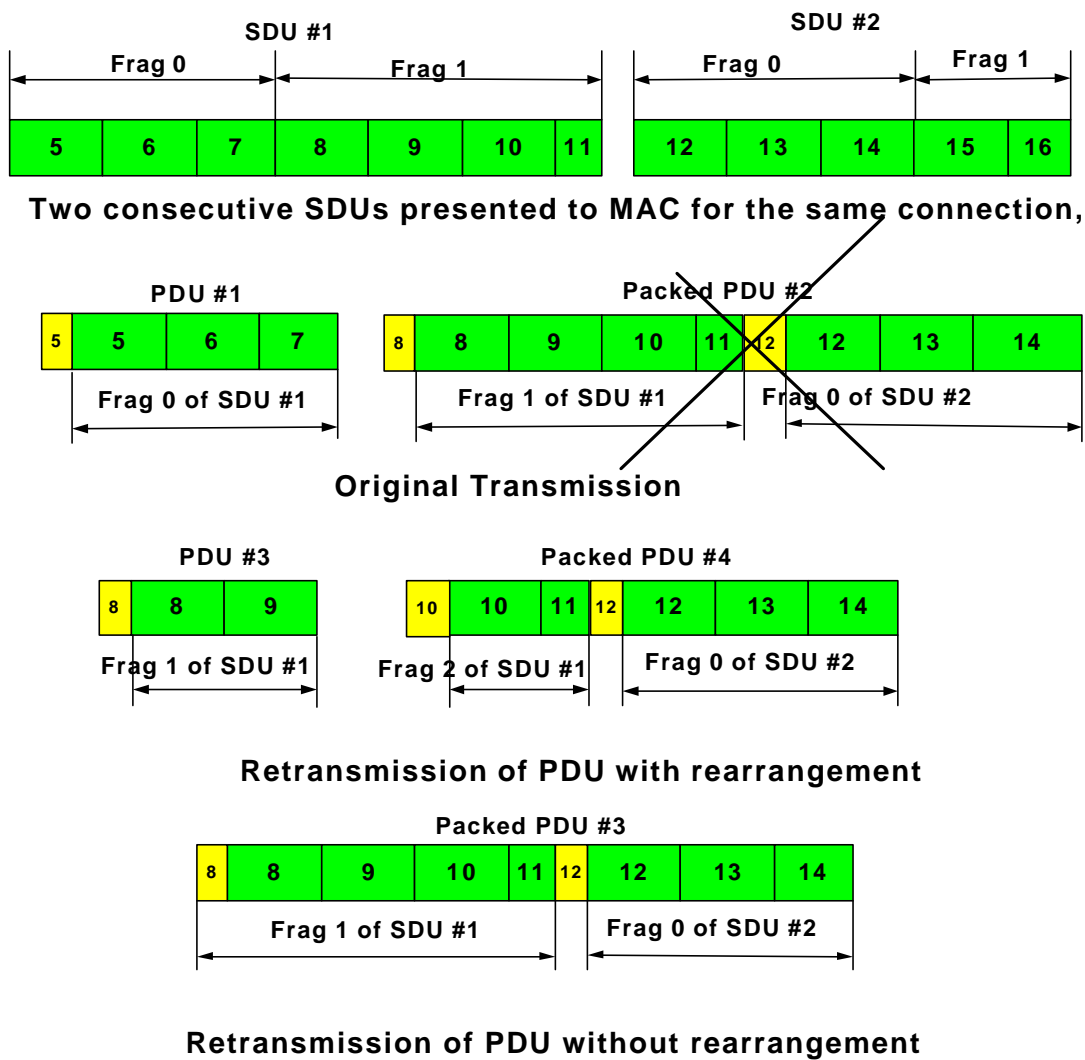 SDU #1
SDU #2
Frag 0
Frag 1
Frag 0
Frag 1
5 6 7 8 9 10 11
12 13 14 15 16
Two consecutive SDUs presented to MAC for the same connection,
PDU #1
Packed PDU #2
5 5 6 7
8 8 9 10 11 12 12 13 14
Frag 0 of SDU #1
Frag 1 of SDU #1
Frag 0 of SDU #2
Original Transmission
PDU #3
Packed PDU #4
8 8 9
10 10 11 12 12 13 14
Frag 1 of SDU #1
Frag 2 of SDU #1
Frag 0 of SDU #2
Retransmission of PDU with rearrangement
Packed PDU #3
8 8 9 10 11 12 12 13 14
Frag 1 of SDU #1
Frag 0 of SDU #2
Retransmission of PDU without rearrangement